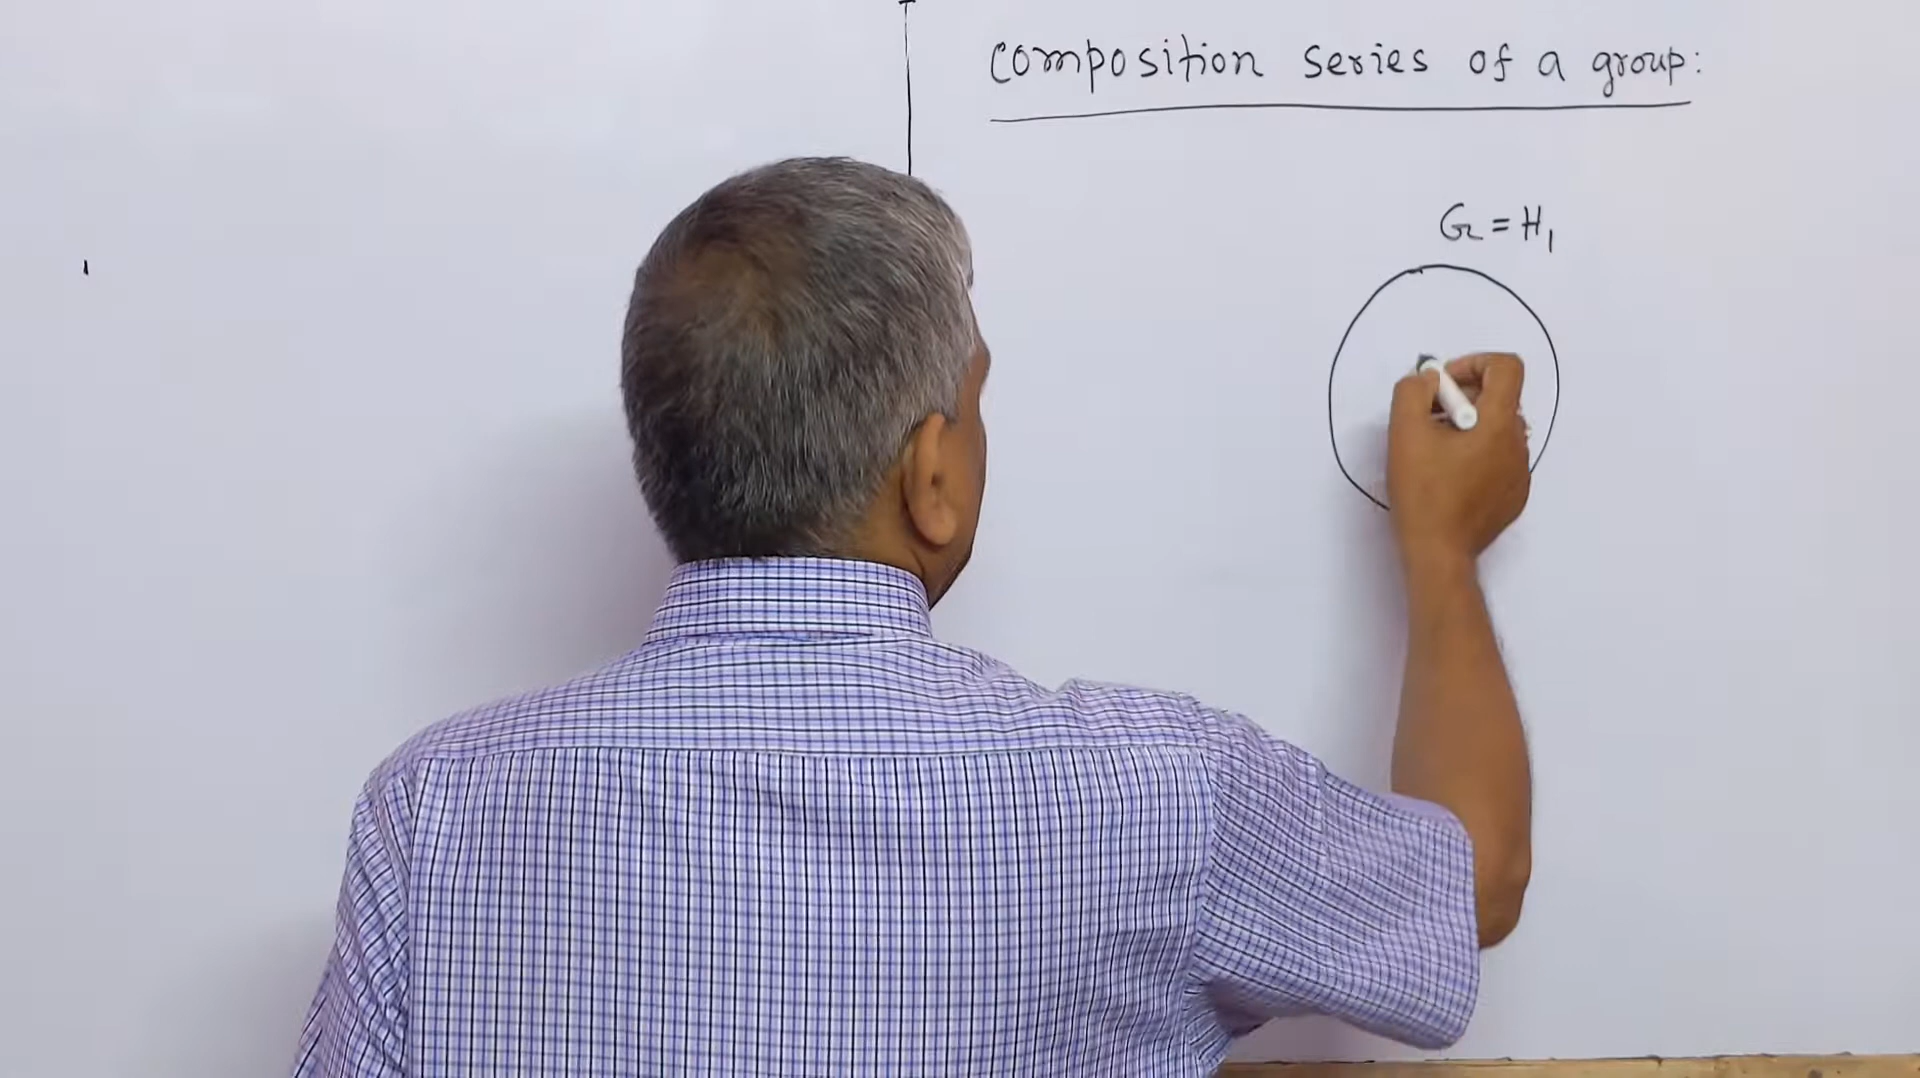 Composition series of a group:
G = H₁